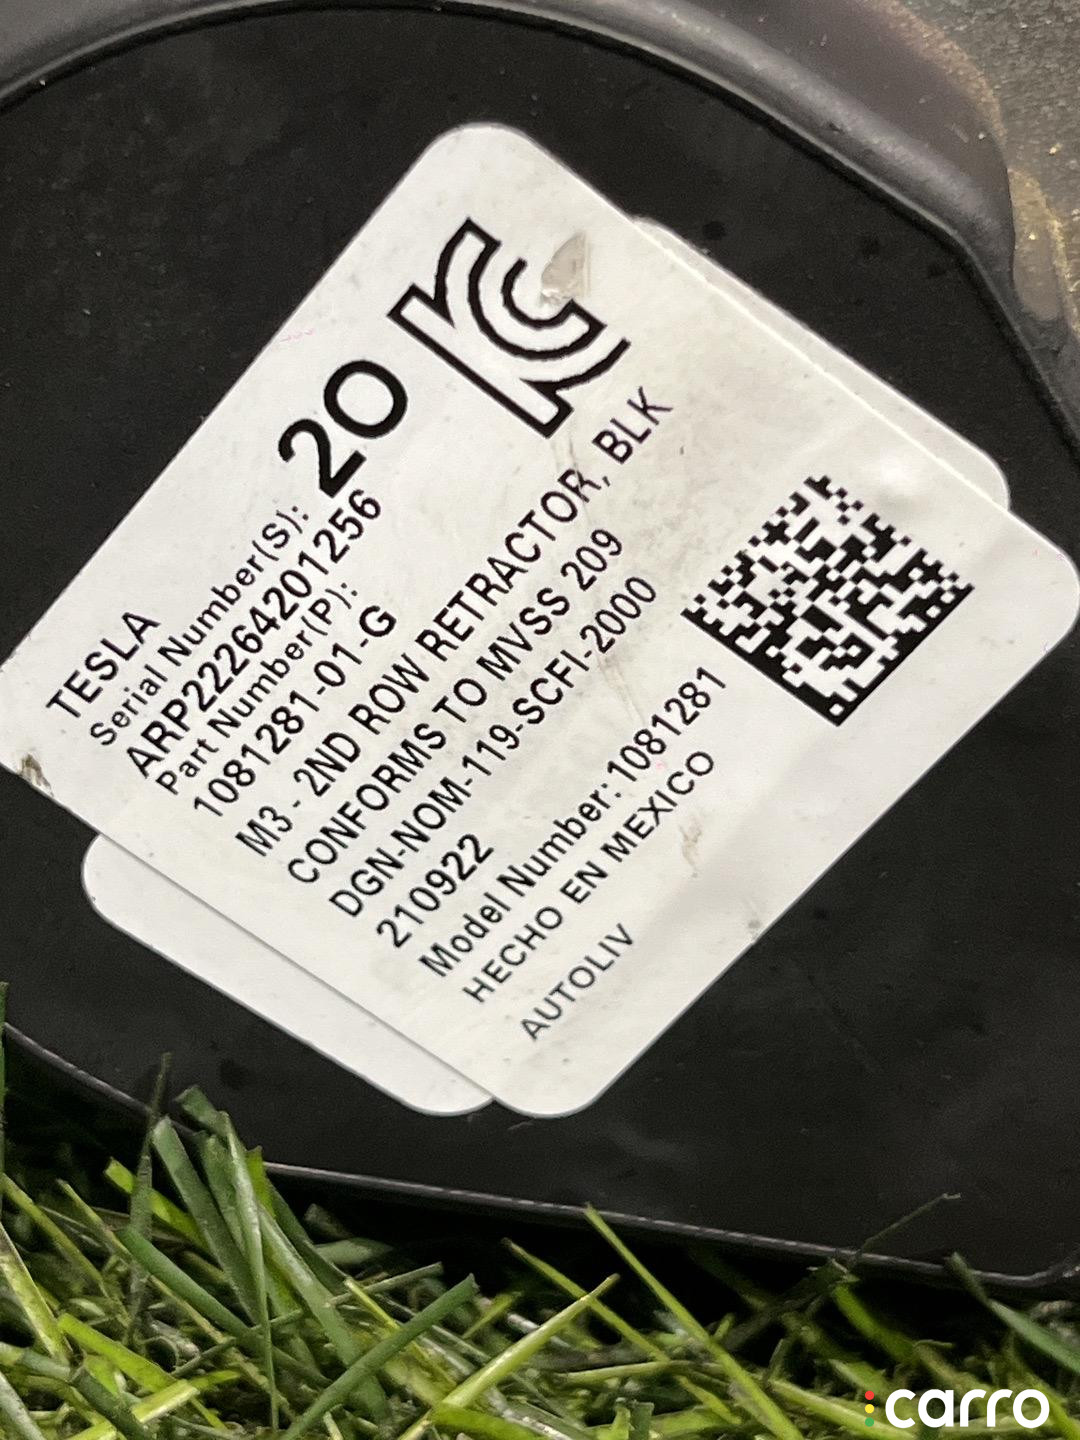 TESLA
Serial Number(S):
20
ARP22264201256
Part Number(P):
1081281-01-G
M3 - 2ND ROW RETRACTOR, BLK
CONFORMS TO MVSS 209
DGN-NOM-119-SCFI-2000
210922
Model Number:1081281
HECHO EN MEXICO
AUTOLIV
carro